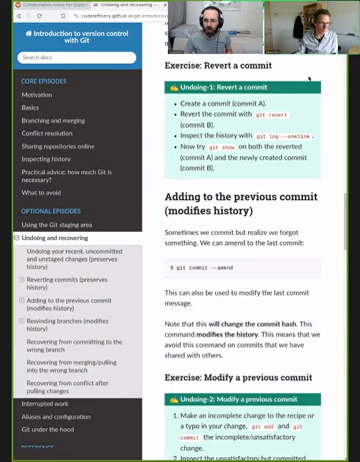 Collaborative notes for Septem
Undoing and recovering
coderefinery.github.io/git-intro/recove
Introduction to version control with Git
Search docs
CORE EPISODES
Motivation
Basics
Branching and merging
Conflict resolution
Sharing repositories online
Inspecting history
Practical advice: how much Git is
necessary?
What to avoid
OPTIONAL EPISODES
Using the Git staging area
Undoing and recovering
Undoing your recent, uncommitted
and unstaged changes (preserves
history)
Reverting commits (preserves
history)
Adding to the previous commit
(modifies history)
Rewinding branches (modifies
history)
Recovering from committing to the
wrong branch
Recovering from merging/pulling
into the wrong branch
Recovering from conflict after
pulling changes
Interrupted work
Aliases and configuration
Git under the hood
REFERENCE
Exercise: Revert a commit
Undoing-1: Revert a commit
• Create a commit (commit A).
• Revert the commit with git revert
(commit B).
• Inspect the history with git log --oneline .
• Now try git show on both the reverted
(commit A) and the newly created commit
(commit B).
Adding to the previous commit
(modifies history)
Sometimes we commit but realize we forgot
something. We can amend to the last commit:
$ git commit --amend
This can also be used to modify the last commit
message.
Note that this will change the commit hash. This
command modifies the history. This means that we
avoid this command on commits that we have
shared with others.
Exercise: Modify a previous commit
Undoing-2: Modify a previous commit
1. Make an incomplete change to the recipe or
a typo in your change, git add and git
commit the incomplete/unsatisfactory
change.
2. Inspect the unsatisfactory but committed